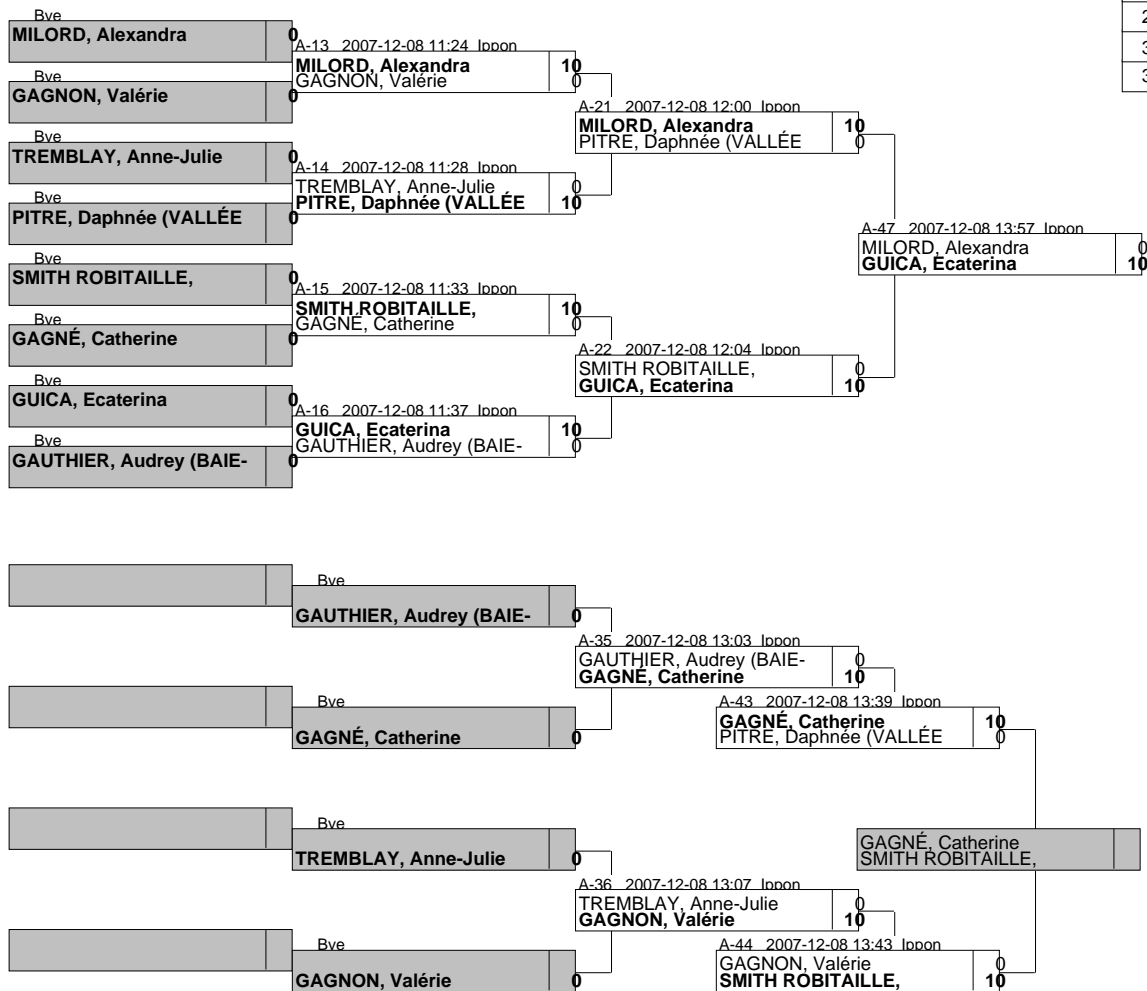 2
3
3
Bye
MILORD, Alexandra 0
Bye
GAGNON, Valérie 0
Bye
TREMBLAY, Anne-Julie 0
Bye
PITRE, Daphnée (VALLÉE 0
Bye
SMITH ROBITAILLE, 0
Bye
GAGNÉ, Catherine 0
Bye
GUICA, Ecaterina 0
Bye
GAUTHIER, Audrey (BAIE- 0
A-13 2007-12-08 11:24 Ippon
MILORD, Alexandra 10
GAGNON, Valérie 0
A-14 2007-12-08 11:28 Ippon
TREMBLAY, Anne-Julie 0
PITRE, Daphnée (VALLÉE 10
A-15 2007-12-08 11:33 Ippon
SMITH ROBITAILLE, 10
GAGNÉ, Catherine 0
A-16 2007-12-08 11:37 Ippon
GUICA, Ecaterina 10
GAUTHIER, Audrey (BAIE- 0
A-21 2007-12-08 12:00 Ippon
MILORD, Alexandra 10
PITRE, Daphnée (VALLÉE 0
A-22 2007-12-08 12:04 Ippon
SMITH ROBITAILLE, 0
GUICA, Ecaterina 10
A-47 2007-12-08 13:57 Ippon
MILORD, Alexandra 0
GUICA, Ecaterina 10
Bye
GAUTHIER, Audrey (BAIE- 0
Bye
GAGNÉ, Catherine 0
Bye
TREMBLAY, Anne-Julie 0
Bye
GAGNON, Valérie 0
A-35 2007-12-08 13:03 Ippon
GAUTHIER, Audrey (BAIE- 0
GAGNÉ, Catherine 10
A-36 2007-12-08 13:07 Ippon
TREMBLAY, Anne-Julie 0
GAGNON, Valérie 10
A-43 2007-12-08 13:39 Ippon
GAGNÉ, Catherine 10
PITRE, Daphnée (VALLÉE 0
A-44 2007-12-08 13:43 Ippon
GAGNON, Valérie 0
SMITH ROBITAILLE, 10
GAGNÉ, Catherine
SMITH ROBITAILLE,